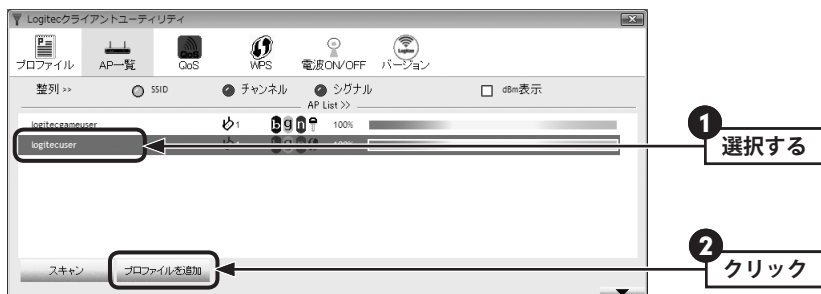 Logitecクライアントユーティリティ
プロファイル AP一覧 QoS WPS 電波ON/OFF バージョン
整列 >> SSID チャンネル シグナル dBm表示
AP List >>
logitecgameuser 1 b g n 100%
logitecuser 1 b g n 100%
1 選択する
スキャン プロファイルを追加
2 クリック